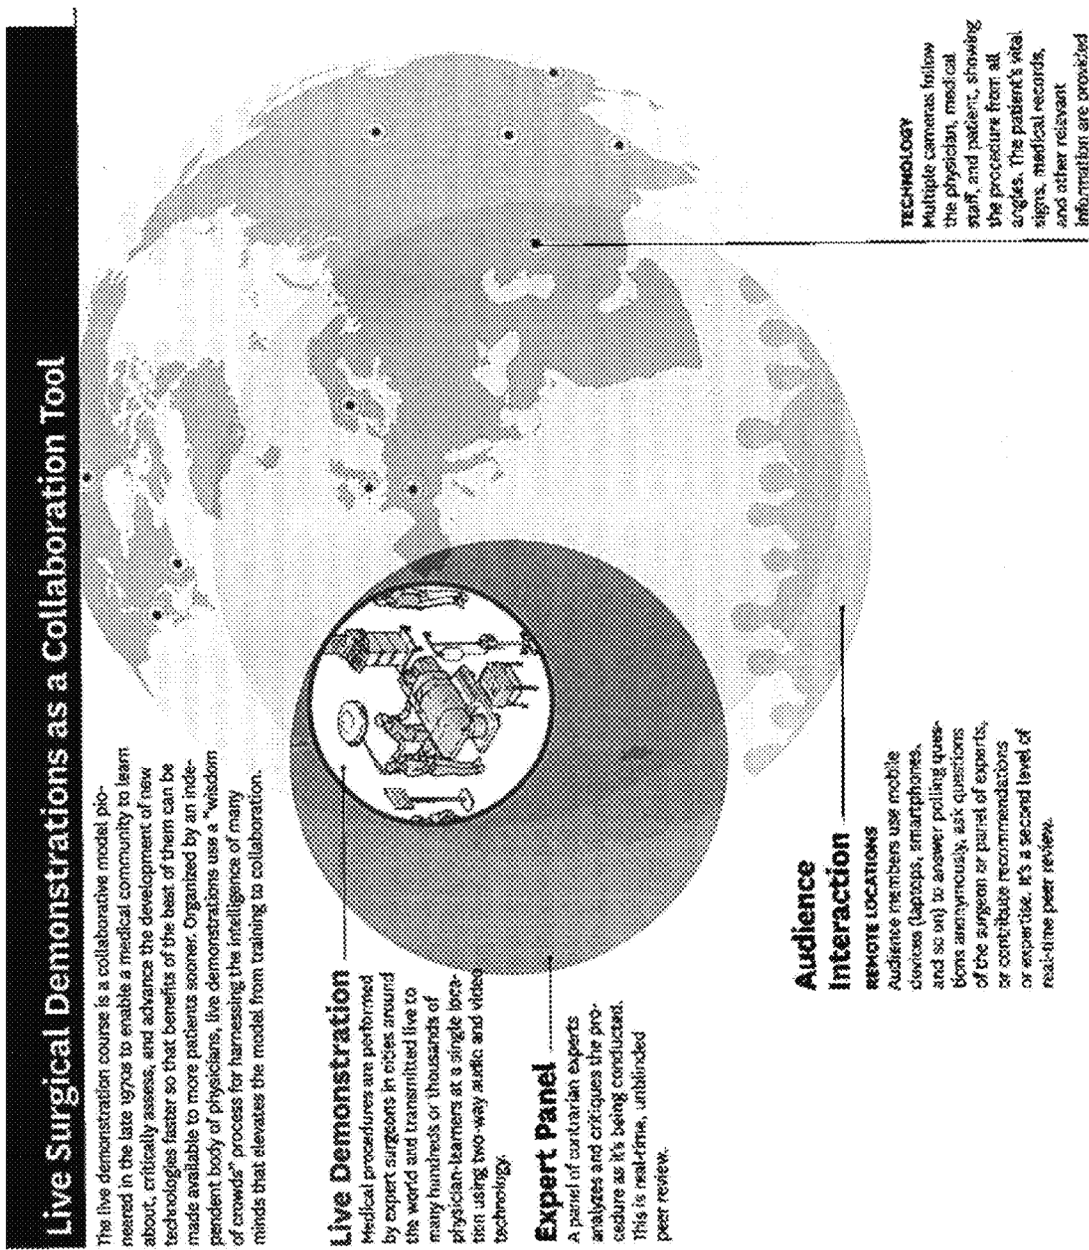 Live Surgical Demonstrations as a Collaboration Tool
The live demonstration course is a collaborative model pio-
neered in the late 1970s to enable a medical community to learn
about, critically assess, and advance the development of new
technologies faster so that benefits of the best of them can be
made available to more patients sooner. Organized by an inde-
pendent body of physicians, live demonstrations use a "wisdom
of crowds" process for harnessing the intelligence of many
minds that elevates the model from training to collaboration.
Live Demonstration
Medical procedures are performed
by expert surgeons in cities around
the world and transmitted live to
many hundreds or thousands of
physician-learners at a single loca-
tion using two-way audio and video
technology.
Expert Panel
A panel of contrarian experts
analyzes and critiques the pro-
cedure as it's being conducted.
This is real-time, unblinded
peer review.
Audience
Interaction
REMOTE LOCATIONS
Audience members use mobile
devices (laptops, smartphones,
and so on) to answer polling ques-
tions anonymously, ask questions
of the surgeon or panel of experts,
or contribute recommendations
or expertise. It's a second level of
real-time peer review.
TECHNOLOGY
Multiple cameras follow
the physician, medical
staff, and patient, showing
the procedure from all
angles. The patient's vital
signs, medical records,
and other relevant
information are provided